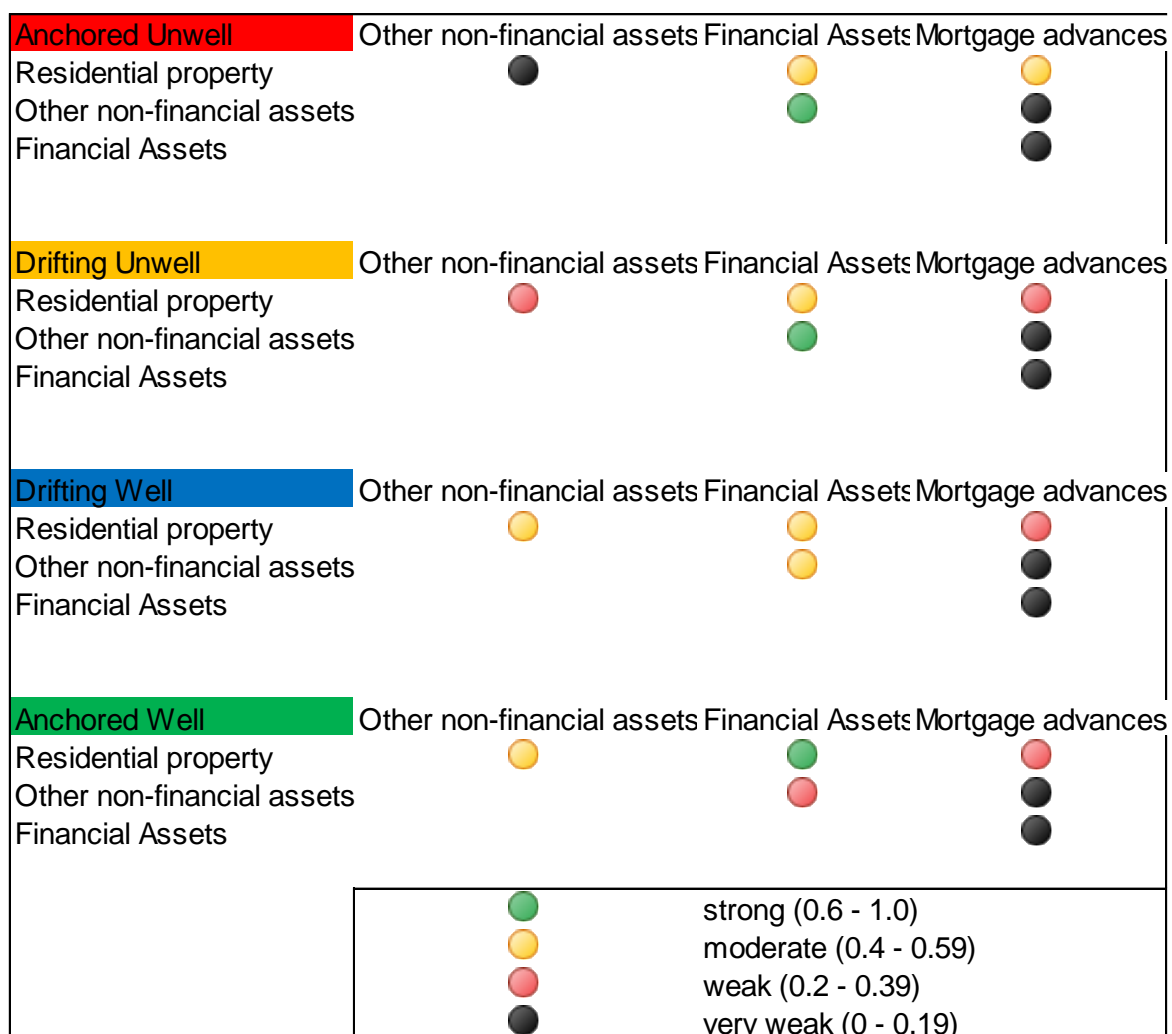 Anchored Unwell Other non-financial assets Financial Assets Mortgage advances
Residential property
Other non-financial assets
Financial Assets
Drifting Unwell Other non-financial assets Financial Assets Mortgage advances
Residential property
Other non-financial assets
Financial Assets
Drifting Well Other non-financial assets Financial Assets Mortgage advances
Residential property
Other non-financial assets
Financial Assets
Anchored Well Other non-financial assets Financial Assets Mortgage advances
Residential property
Other non-financial assets
Financial Assets
strong (0.6 - 1.0)
moderate (0.4 - 0.59)
weak (0.2 - 0.39)
very weak (0 - 0.19)